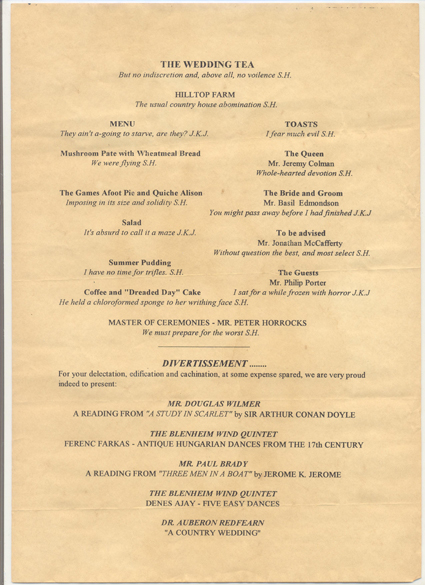 THE WEDDING TEA
But no indiscretion and, above all, no voilence S.H.
HILLTOP FARM
The usual country house abomination S.H.
MENU
They ain't a-going to starve, are they? J.K.J.
Mushroom Pate with Wheatmeal Bread
We were flying S.H.
The Games Afoot Pie and Quiche Alison
Imposing in its size and solidity S.H.
Salad
It's absurd to call it a maze J.K.J.
Summer Pudding
I have no time for trifles. S.H.
Coffee and "Dreaded Day" Cake
He held a chloroformed sponge to her writhing face S.H.
TOASTS
I fear much evil S.H.
The Queen
Mr. Jeremy Colman
Whole-hearted devotion S.H.
The Bride and Groom
Mr. Basil Edmondson
You might pass away before I had finished J.K.J
To be advised
Mr. Jonathan McCafferty
Without question the best, and most select S.H.
The Guests
Mr. Philip Porter
I sat for a while frozen with horror J.K.J
MASTER OF CEREMONIES - MR. PETER HORROCKS
We must prepare for the worst S.H.
DIVERTISSEMENT ........
For your delectation, edification and cachination, at some expense spared, we are very proud
indeed to present:
MR. DOUGLAS WILMER
A READING FROM "A STUDY IN SCARLET" by SIR ARTHUR CONAN DOYLE
THE BLENHEIM WIND QUINTET
FERENC FARKAS - ANTIQUE HUNGARIAN DANCES FROM THE 17th CENTURY
MR. PAUL BRADY
A READING FROM "THREE MEN IN A BOAT" by JEROME K. JEROME
THE BLENHEIM WIND QUINTET
DENES AJAY - FIVE EASY DANCES
DR. AUBERON REDFEARN
"A COUNTRY WEDDING"